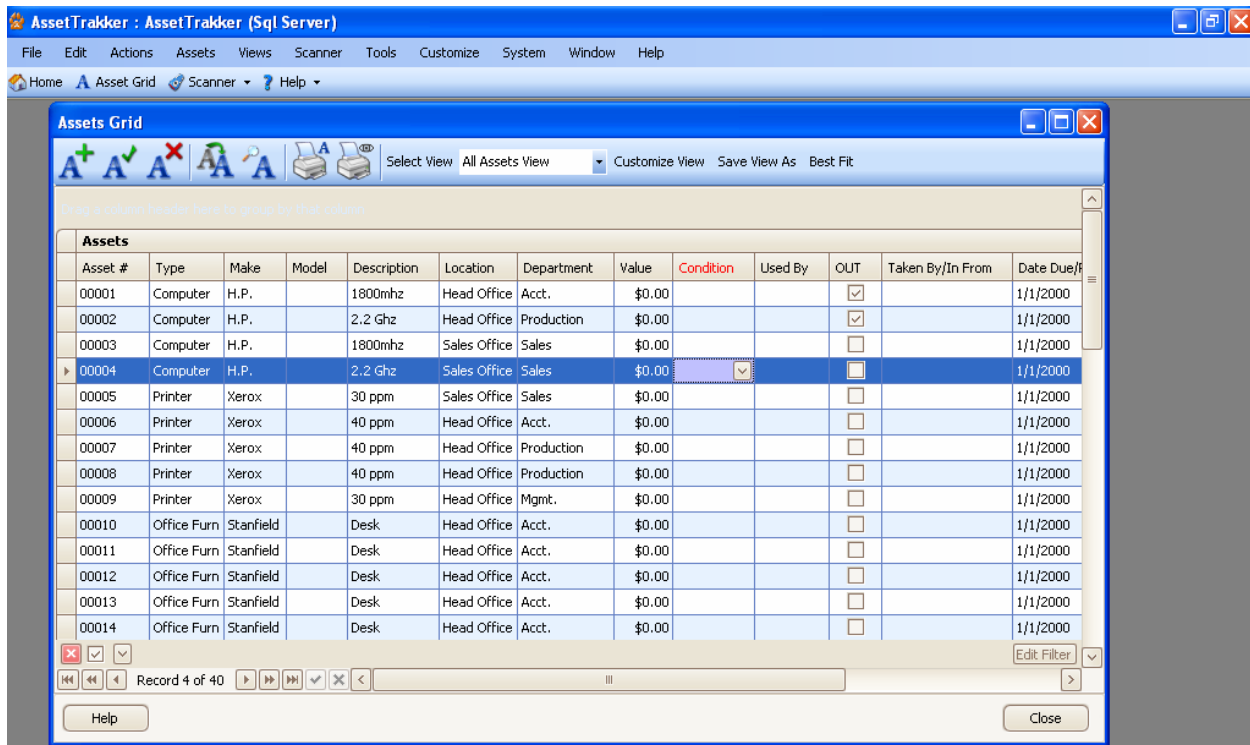 AssetTrakker : AssetTrakker (Sql Server)
File Edit Actions Assets Views Scanner Tools Customize System Window Help
Home A Asset Grid Scanner ? Help
Assets Grid
Select View All Assets View Customize View Save View As Best Fit
Drag a column header here to group by that column
Assets
Asset # Type Make Model Description Location Department Value Condition Used By OUT Taken By/In From Date Due/
00001 Computer H.P. 1800mhz Head Office Acct. $0.00 1/1/2000
00002 Computer H.P. 2.2 Ghz Head Office Production $0.00 1/1/2000
00003 Computer H.P. 1800mhz Sales Office Sales $0.00 1/1/2000
00004 Computer H.P. 2.2 Ghz Sales Office Sales $0.00 1/1/2000
00005 Printer Xerox 30 ppm Sales Office Sales $0.00 1/1/2000
00006 Printer Xerox 40 ppm Head Office Acct. $0.00 1/1/2000
00007 Printer Xerox 40 ppm Head Office Production $0.00 1/1/2000
00008 Printer Xerox 40 ppm Head Office Production $0.00 1/1/2000
00009 Printer Xerox 30 ppm Head Office Mgmt. $0.00 1/1/2000
00010 Office Furn Stanfield Desk Head Office Acct. $0.00 1/1/2000
00011 Office Furn Stanfield Desk Head Office Acct. $0.00 1/1/2000
00012 Office Furn Stanfield Desk Head Office Acct. $0.00 1/1/2000
00013 Office Furn Stanfield Desk Head Office Acct. $0.00 1/1/2000
00014 Office Furn Stanfield Desk Head Office Acct. $0.00 1/1/2000
Edit Filter
Record 4 of 40
Help Close